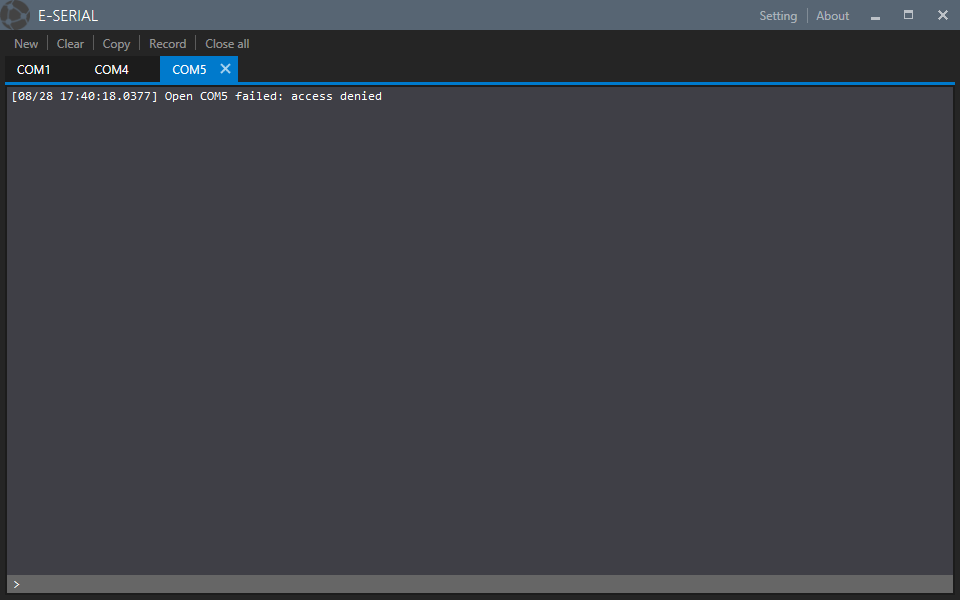 E-SERIAL Setting About
New Clear Copy Record Close all
COM1 COM4 COM5
[08/28 17:40:18.0377] Open COM5 failed: access denied
>